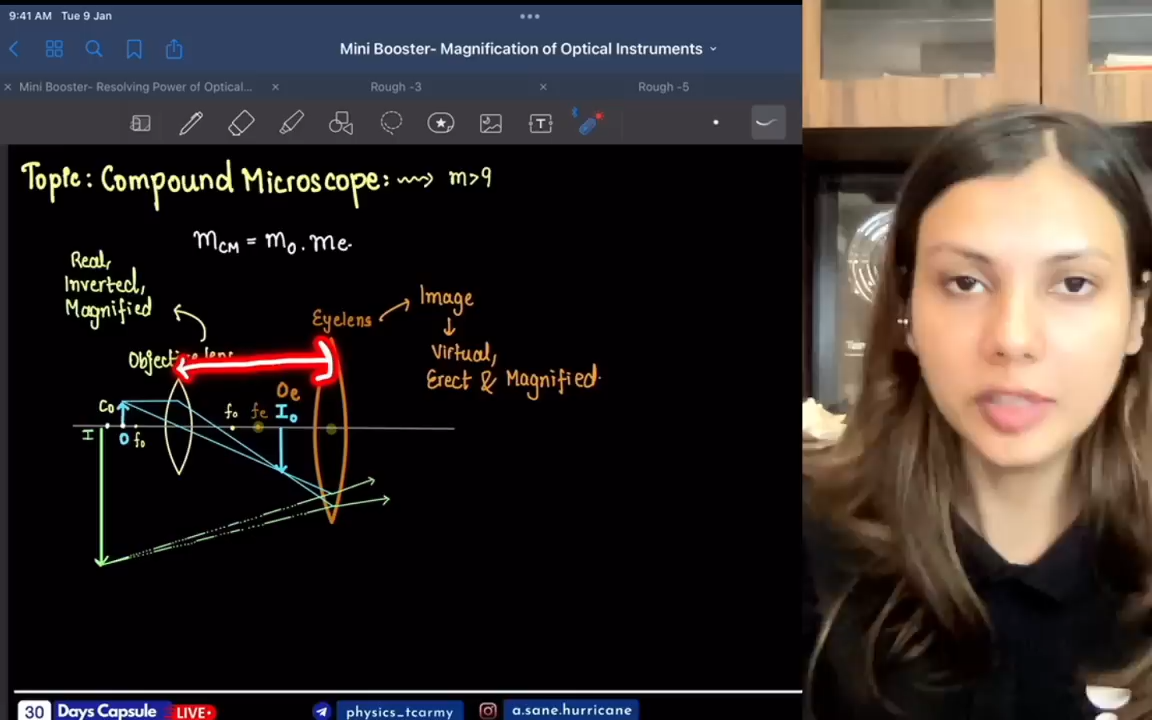 9:41 AM Tue 9 Jan
Mini Booster- Magnification of Optical Instruments
Mini Booster- Resolving Power of Optical...
Rough -3
Rough -5
Topic: Compound Microscope: ⟿ m>9
mCM = mo . me.
Real,
Inverted,
Magnified
Image
Eyelens
Virtual,
Erect & Magnified.
Objective lens
Oe
Co
fo
fe
Io
I
O
fo
30 Days Capsule LIVE
physics_tcarmy
a.sane.hurricane